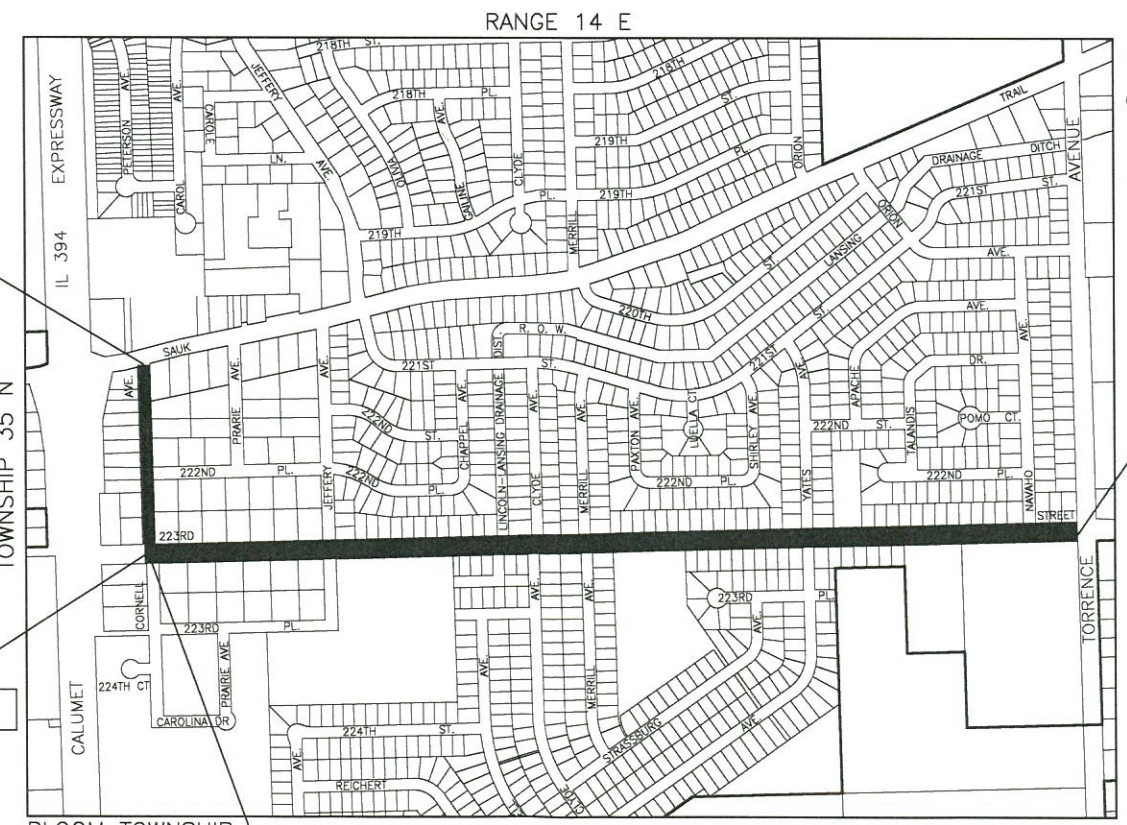 RANGE 14 E
IL 394 EXPRESSWAY
TOWNSHIP 35 N
CALUMET
PETERSON AVE.
AVE.
CAROL
CAROLE
LN.
JEFFERY
AVE.
218TH ST.
218TH PL.
OLIVIA
GALINE
AVE.
CLYDE
219TH
PL.
MERRILL
218TH
ST.
219TH
219TH
PL.
ORION
TRAIL
DRAINAGE DITCH
AVENUE
221ST ST.
ORION
AVE.
LANSING
SAUK
220TH
ST.
DIST. R. O. W.
221ST
ST.
221ST
ST.
AVE.
PRARIE AVE.
JEFFERY AVE.
222ND ST.
222ND PL.
222ND PL.
CHAPPEL AVE.
LINCOLN-LANSING DRAINAGE
CLYDE AVE.
MERRILL AVE.
PAXTON AVE.
LUELLA CT.
SHIRLEY AVE.
222ND PL.
YATES AVE.
222ND ST.
APACHE
AVE.
TALANDIS
DR.
POMO CT.
222ND PL.
NAVAHO AVE.
223RD
STREET
TORRENCE
CORNELL
223RD PL.
224TH CT
PRAIRIE AVE
CAROLINA DR
AVE.
224TH ST.
REICHERT
AVE.
CLYDE
AVE.
MERRILL
AVE.
STRASSBURG
AVE.
223RD
PL.
AVE.
BLOOM TOWNSHIP